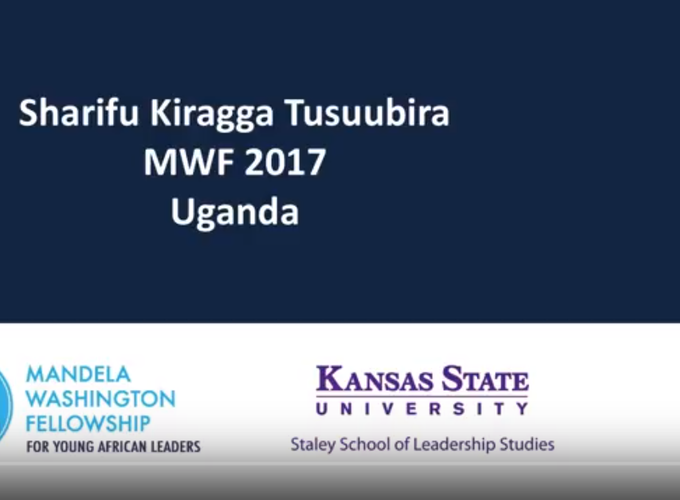 Sharifu Kiragga Tusuubira
MWF 2017
Uganda
MANDELA
WASHINGTON
FELLOWSHIP
FOR YOUNG AFRICAN LEADERS
KANSAS STATE
UNIVERSITY
Staley School of Leadership Studies